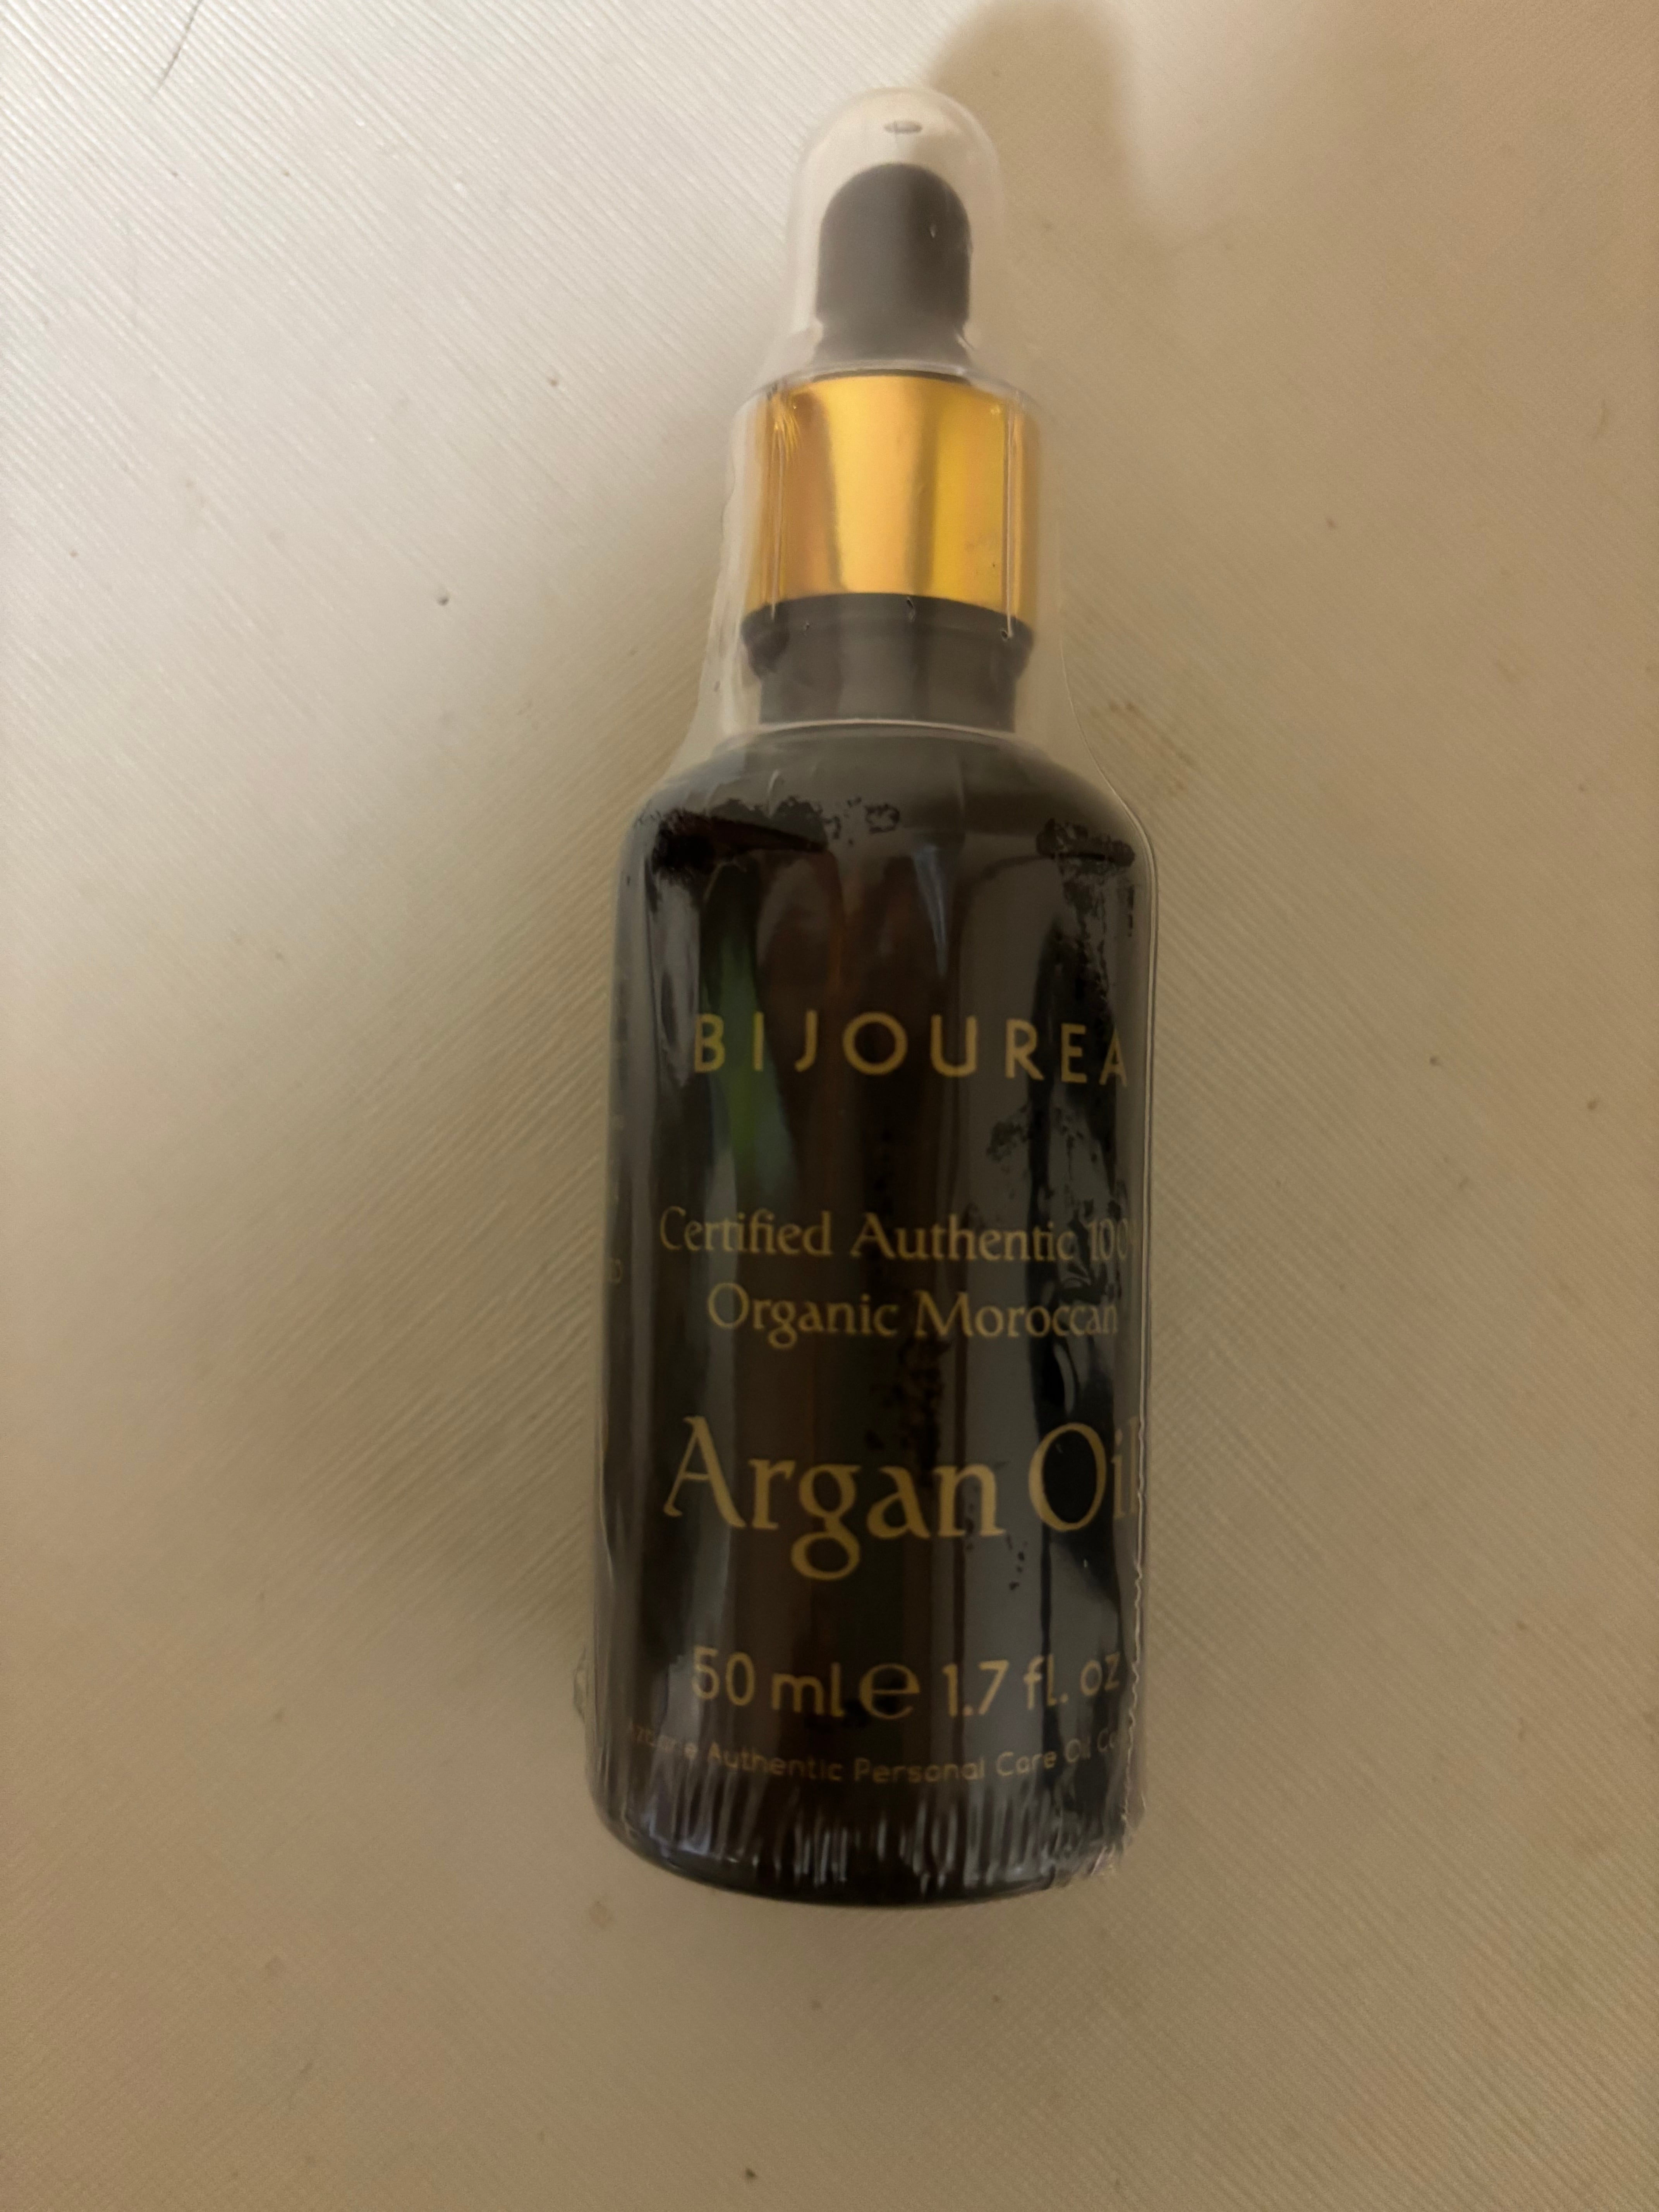 BIJOUREA
Certified Authentic 100%
Organic Moroccan
Argan Oil
50 ml e 1.7 fl. oz
Authentic Personal Care Oil